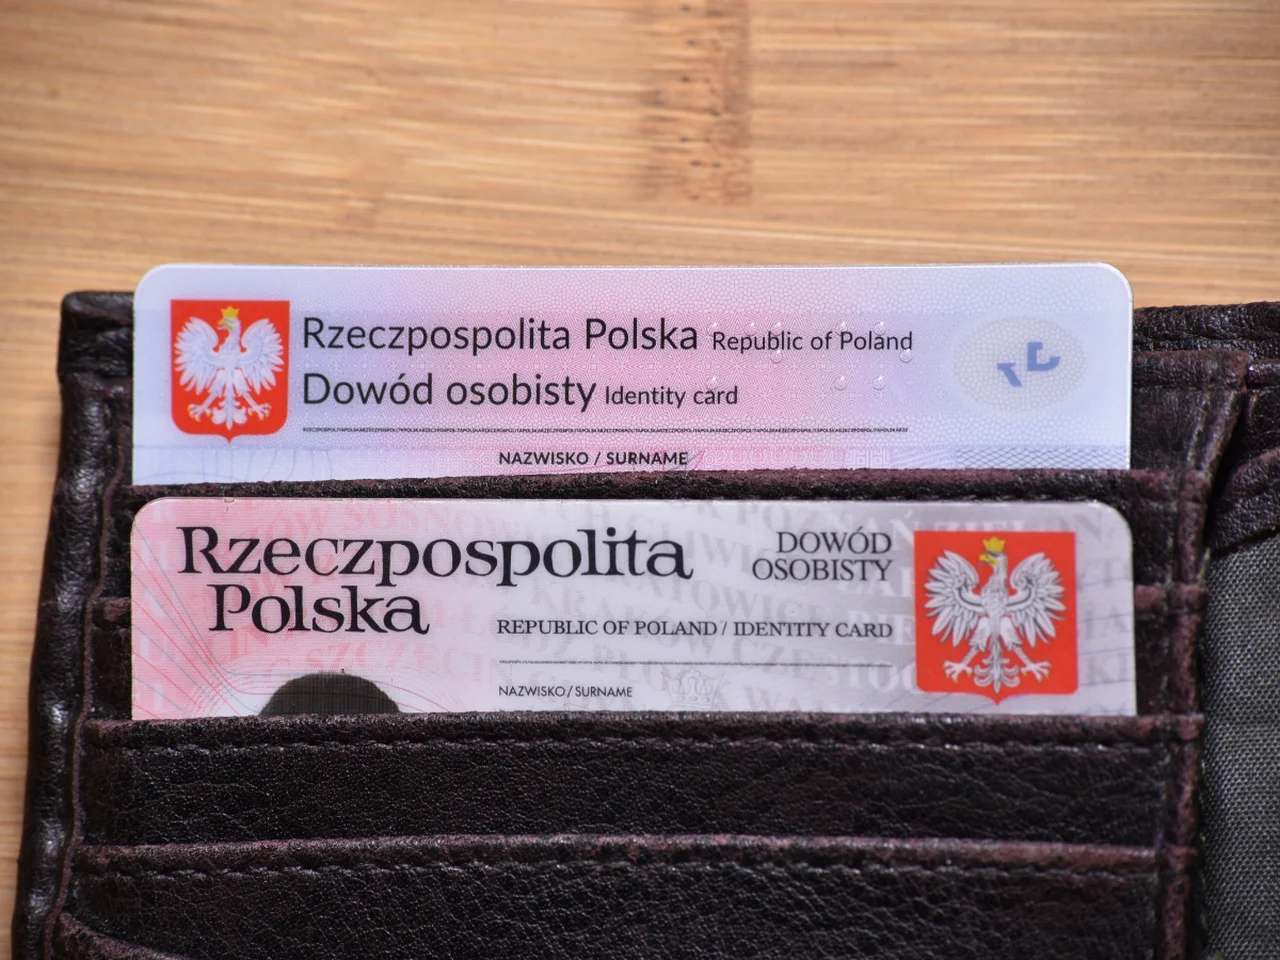 Rzeczpospolita Polska Republic of Poland
Dowód osobisty Identity card
NAZWISKO / SURNAME
Rzeczpospolita
Polska
DOWÓD
OSOBISTY
REPUBLIC OF POLAND / IDENTITY CARD
NAZWISKO / SURNAME